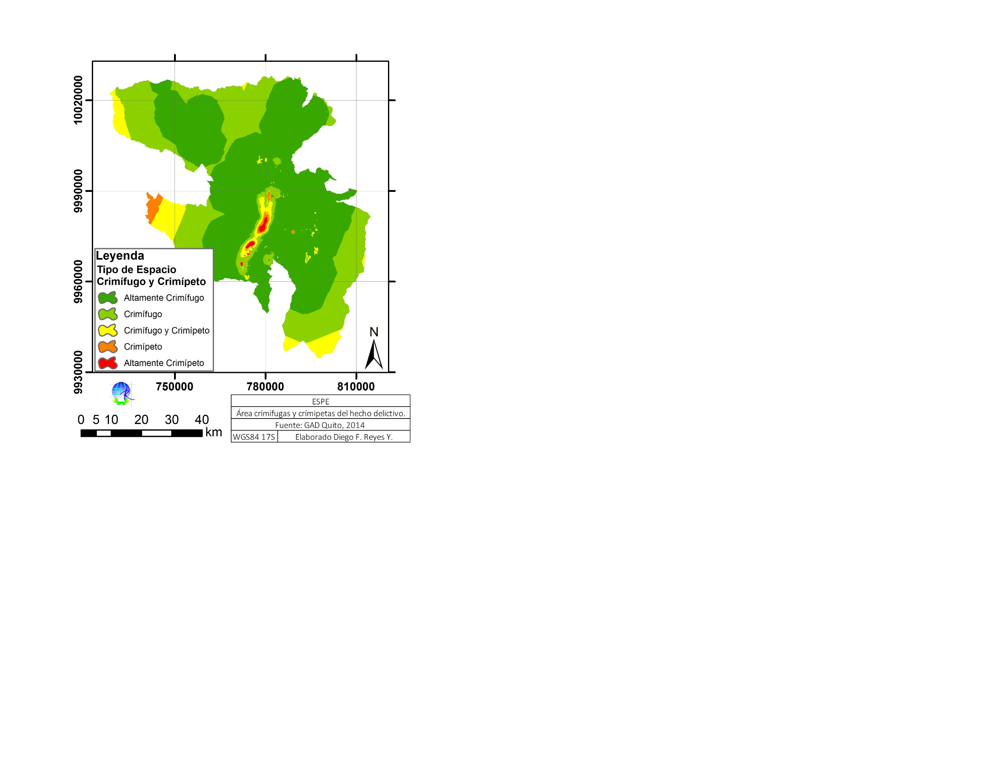 10020000
9990000
9960000
9930000
Leyenda
Tipo de Espacio
Crimífugo y Crimípeto
Altamente Crimífugo
Crimífugo
Crimífugo y Crimípeto
Crimípeto
Altamente Crimípeto
N
750000 780000 810000
R
0 5 10 20 30 40
km
ESPE
Área crímifugas y crímipetas del hecho delictivo.
Fuente: GAD Quito, 2014
WGS84 17S Elaborado Diego F. Reyes Y.